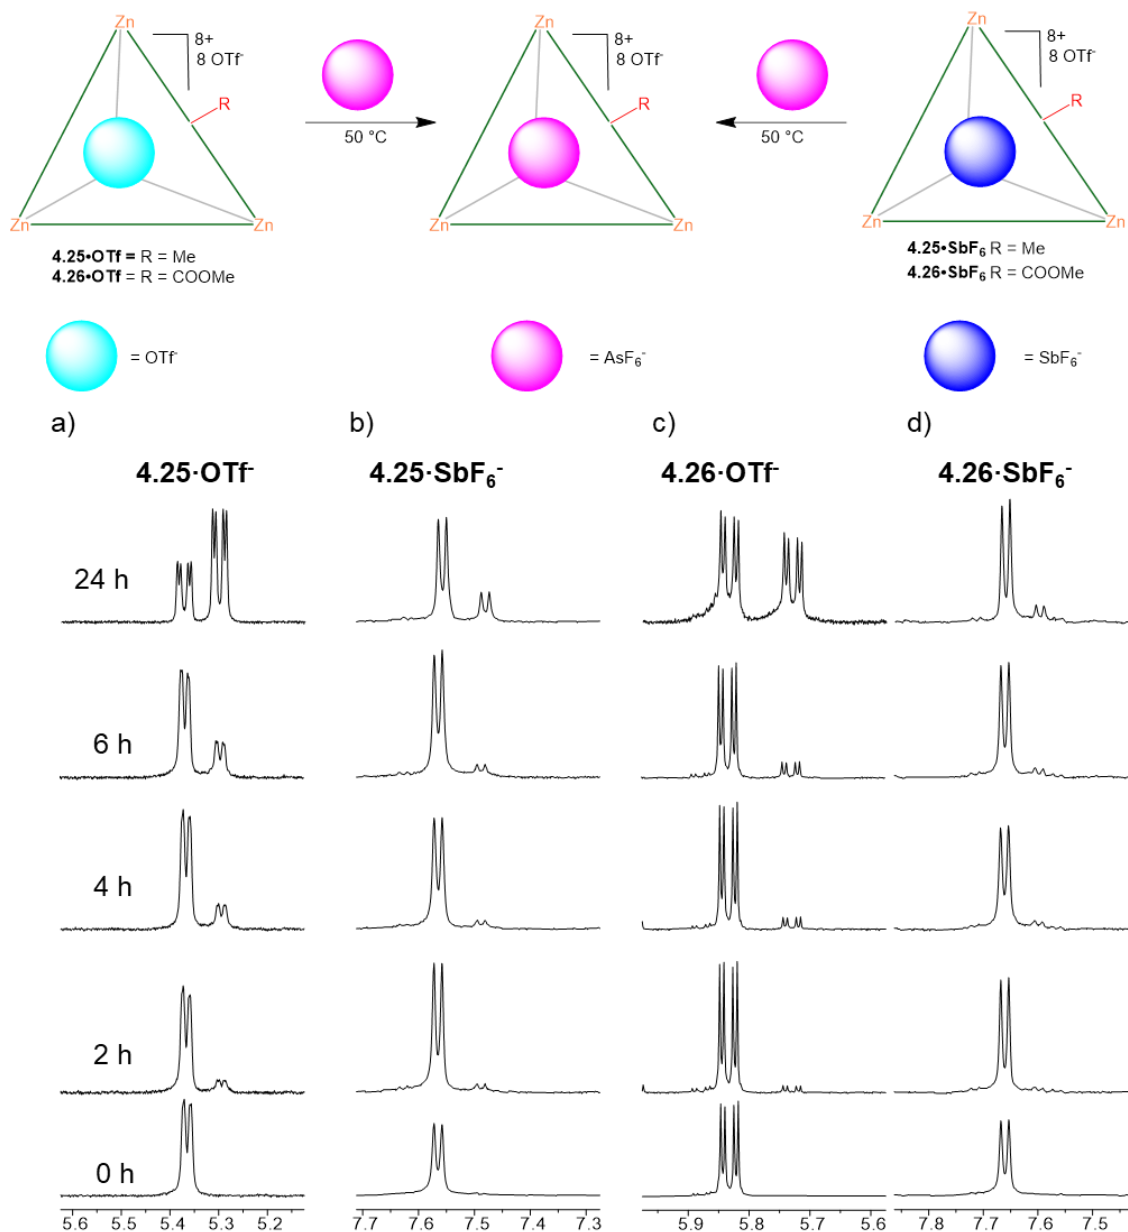 Zn
8+
8 OTf⁻
R
Zn
Zn
4.25•OTf = R = Me
4.26•OTf = R = COOMe
50 °C
Zn
8+
8 OTf⁻
R
Zn
Zn
50 °C
Zn
8+
8 OTf⁻
R
Zn
Zn
4.25•SbF₆ R = Me
4.26•SbF₆ R = COOMe
= OTf⁻
= AsF₆⁻
= SbF₆⁻
a)
b)
c)
d)
4.25·OTf⁻
4.25·SbF₆⁻
4.26·OTf⁻
4.26·SbF₆⁻
24 h
6 h
4 h
2 h
0 h
5.6 5.5 5.4 5.3 5.2
7.7 7.6 7.5 7.4 7.3
5.9 5.8 5.7 5.6
7.8 7.7 7.6 7.5